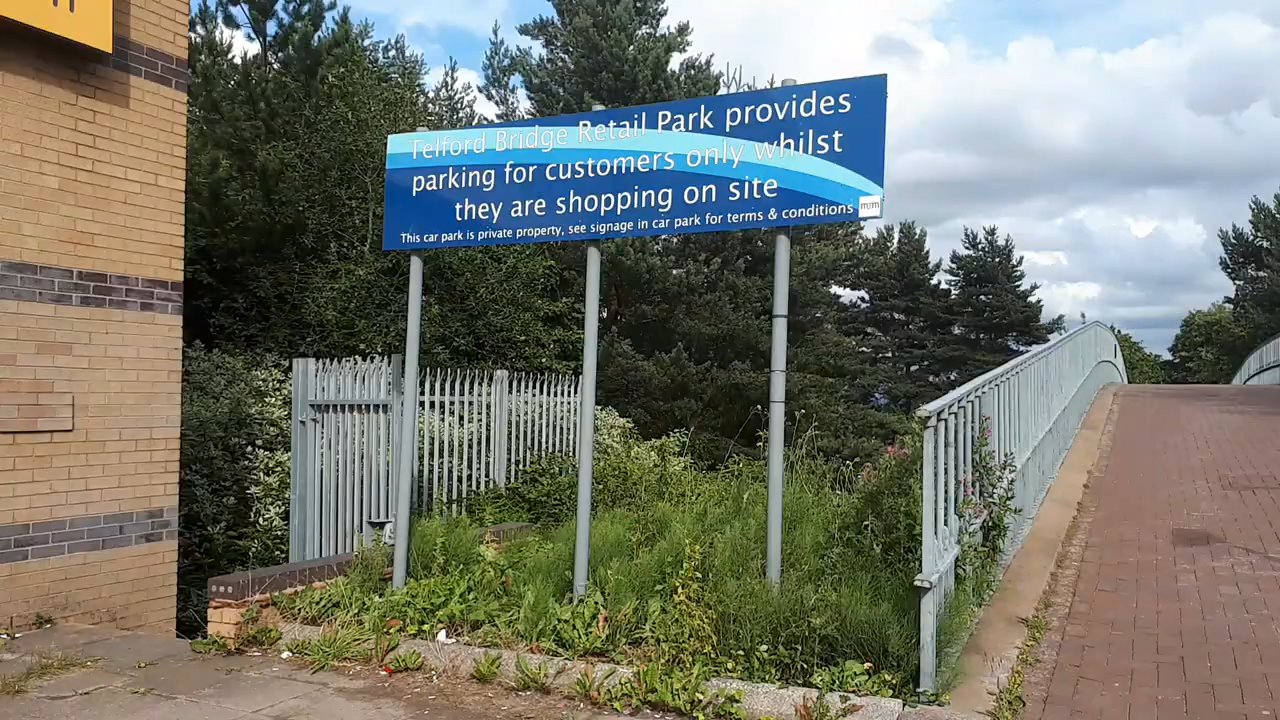 Telford Bridge Retail Park provides
parking for customers only whilst
they are shopping on site
This car park is private property, see signage in car park for terms & conditions